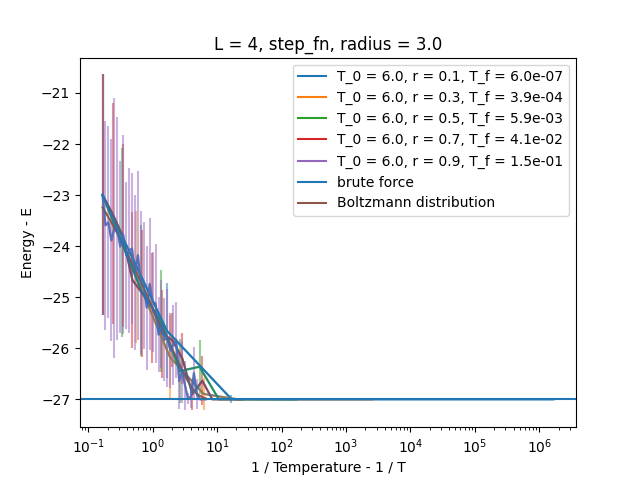 L = 4, step_fn, radius = 3.0
T_0 = 6.0, r = 0.1, T_f = 6.0e-07
T_0 = 6.0, r = 0.3, T_f = 3.9e-04
T_0 = 6.0, r = 0.5, T_f = 5.9e-03
T_0 = 6.0, r = 0.7, T_f = 4.1e-02
T_0 = 6.0, r = 0.9, T_f = 1.5e-01
brute force
Boltzmann distribution
Energy - E
−21
−22
−23
−24
−25
−26
−27
10⁻¹ 10⁰ 10¹ 10² 10³ 10⁴ 10⁵ 10⁶
1 / Temperature - 1 / T